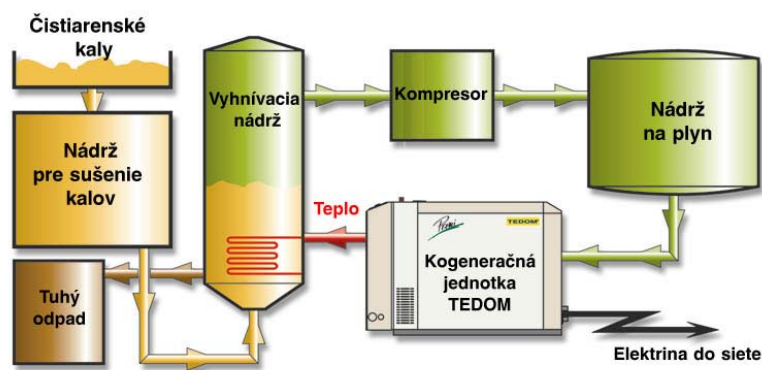 Čistiarenské
kaly
Nádrž
pre sušenie
kalov
Tuhý
odpad
Vyhnívacia
nádrž
Kompresor
Nádrž
na plyn
Teplo
Premi
TEDOM
Kogeneračná
jednotka
TEDOM
Elektrina do siete